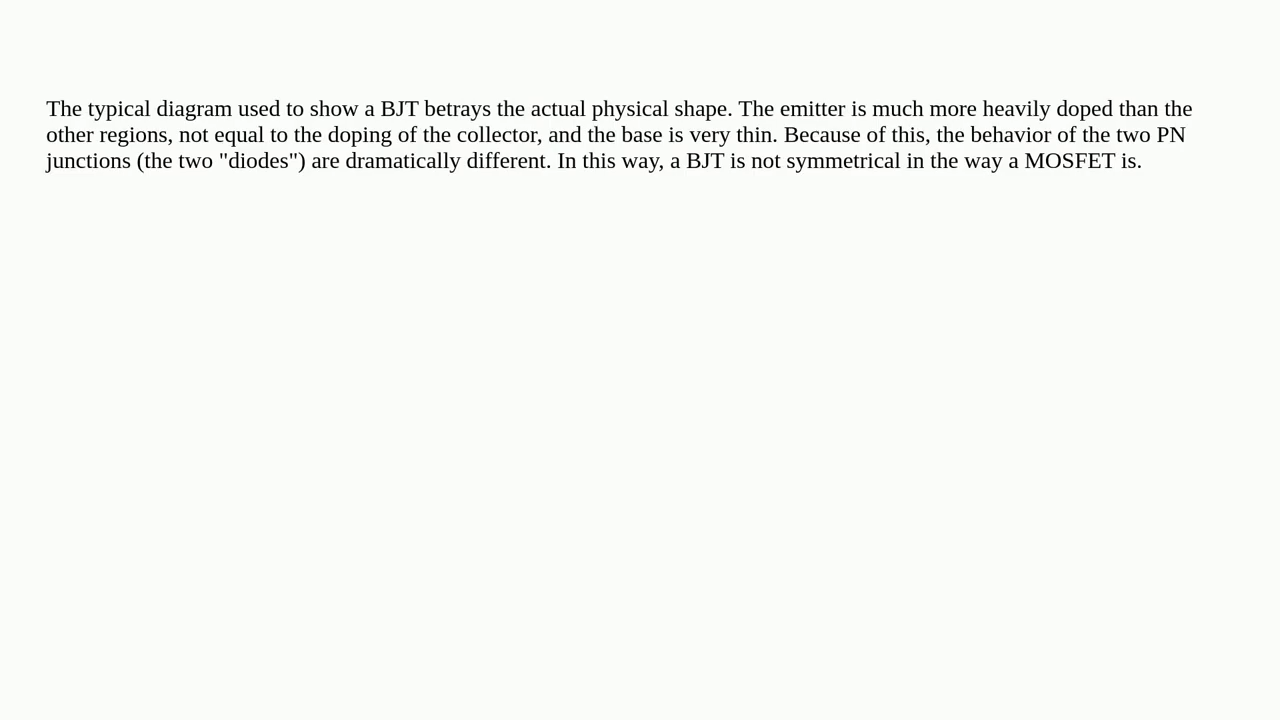 The typical diagram used to show a BJT betrays the actual physical shape. The emitter is much more heavily doped than the
other regions, not equal to the doping of the collector, and the base is very thin. Because of this, the behavior of the two PN
junctions (the two "diodes") are dramatically different. In this way, a BJT is not symmetrical in the way a MOSFET is.